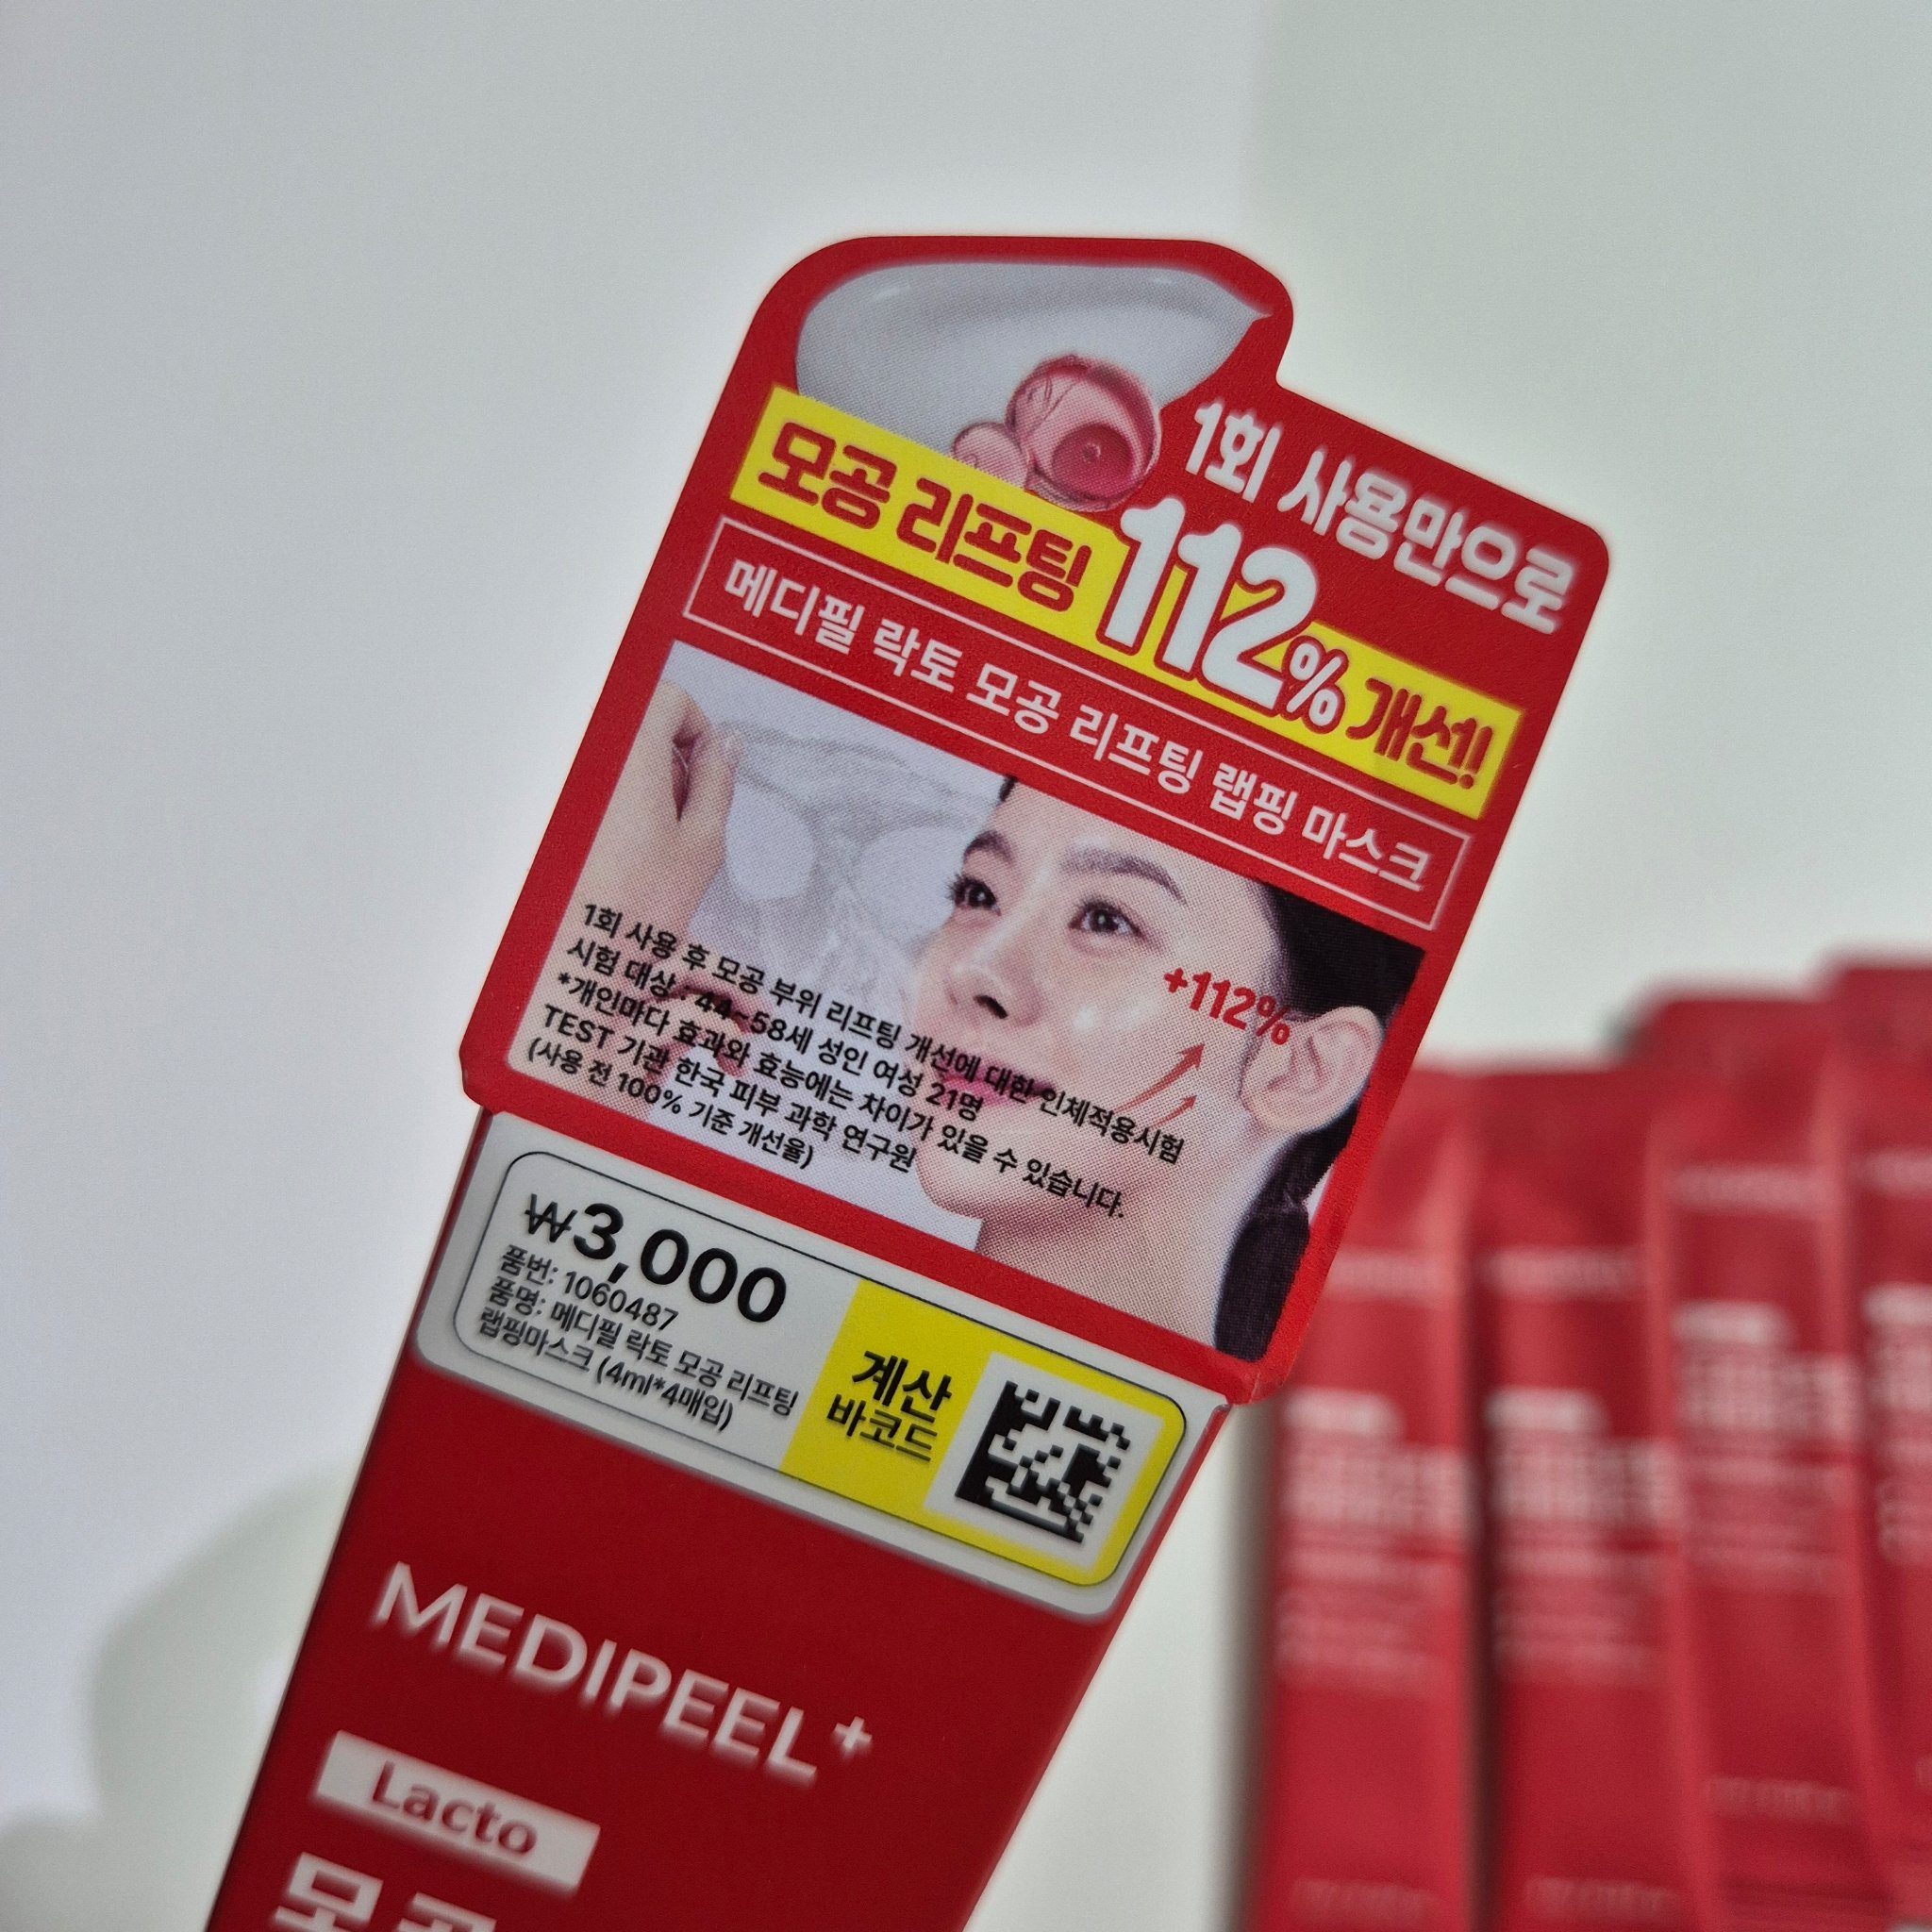 1회 사용만으로
모공 리프팅 112% 개선!
메디필 락토 모공 리프팅 랩핑 마스크
+112%
1회 사용 후 모공 부위 리프팅 개선에 대한 인체적용시험
시험 대상 : 44~58세 성인 여성 21명
*개인마다 효과와 효능에는 차이가 있을 수 있습니다.
TEST 기관 한국 피부 과학 연구원
(사용 전 100% 기준 개선율)
₩3,000
품번: 1060487
품명: 메디필 락토 모공 리프팅
랩핑마스크 (4ml*4매입)
계산
바코드
MEDIPEEL+
Lacto
모공